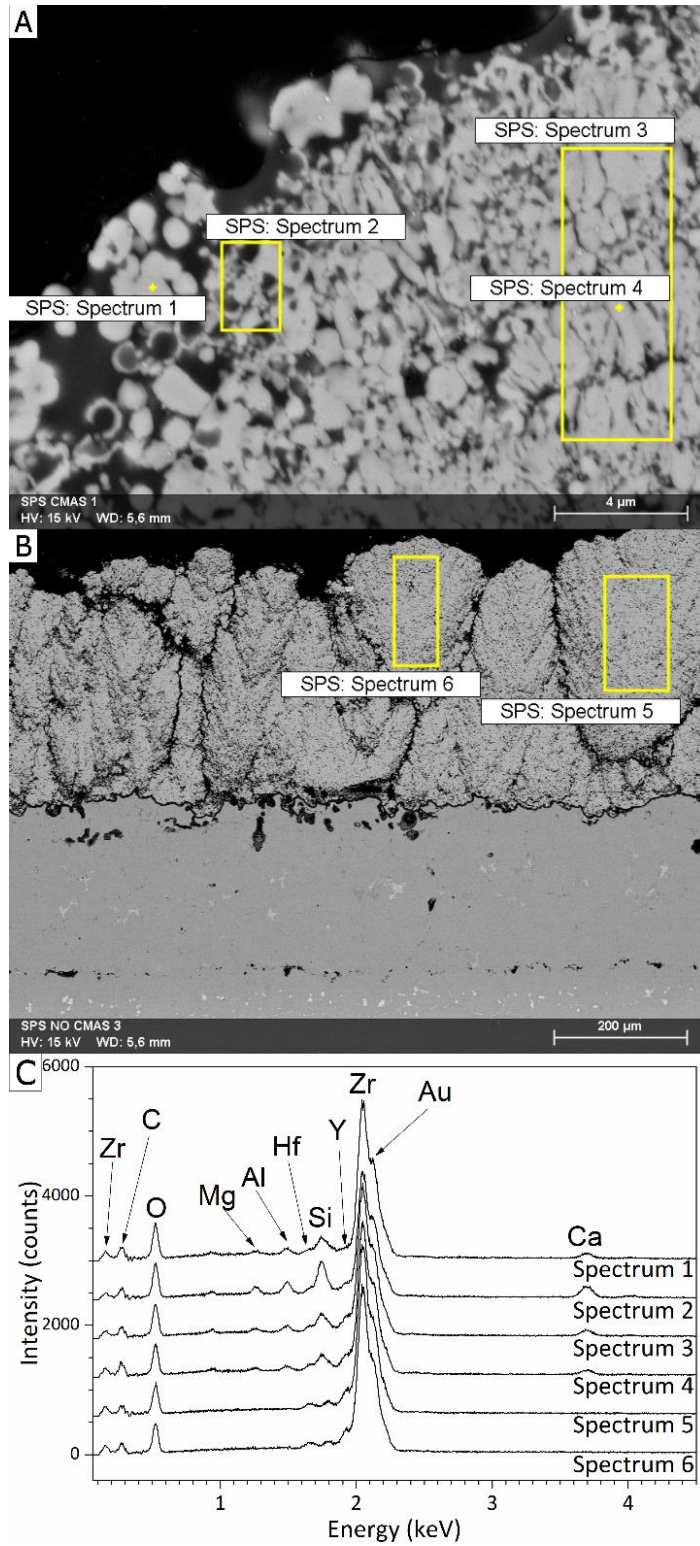 A
SPS: Spectrum 3
SPS: Spectrum 2
SPS: Spectrum 4
SPS: Spectrum 1
SPS CMAS 1
HV: 15 kV WD: 5,6 mm
4 µm
B
SPS: Spectrum 6
SPS: Spectrum 5
SPS NO CMAS 3
HV: 15 kV WD: 5,6 mm
200 µm
C
6000
Zr
Au
C
Zr
Hf
Y
Al
4000
O
Mg
Si
Ca
Spectrum 1
Spectrum 2
2000
Spectrum 3
Spectrum 4
Spectrum 5
0
Spectrum 6
Intensity (counts)
1 2 3 4
Energy (keV)